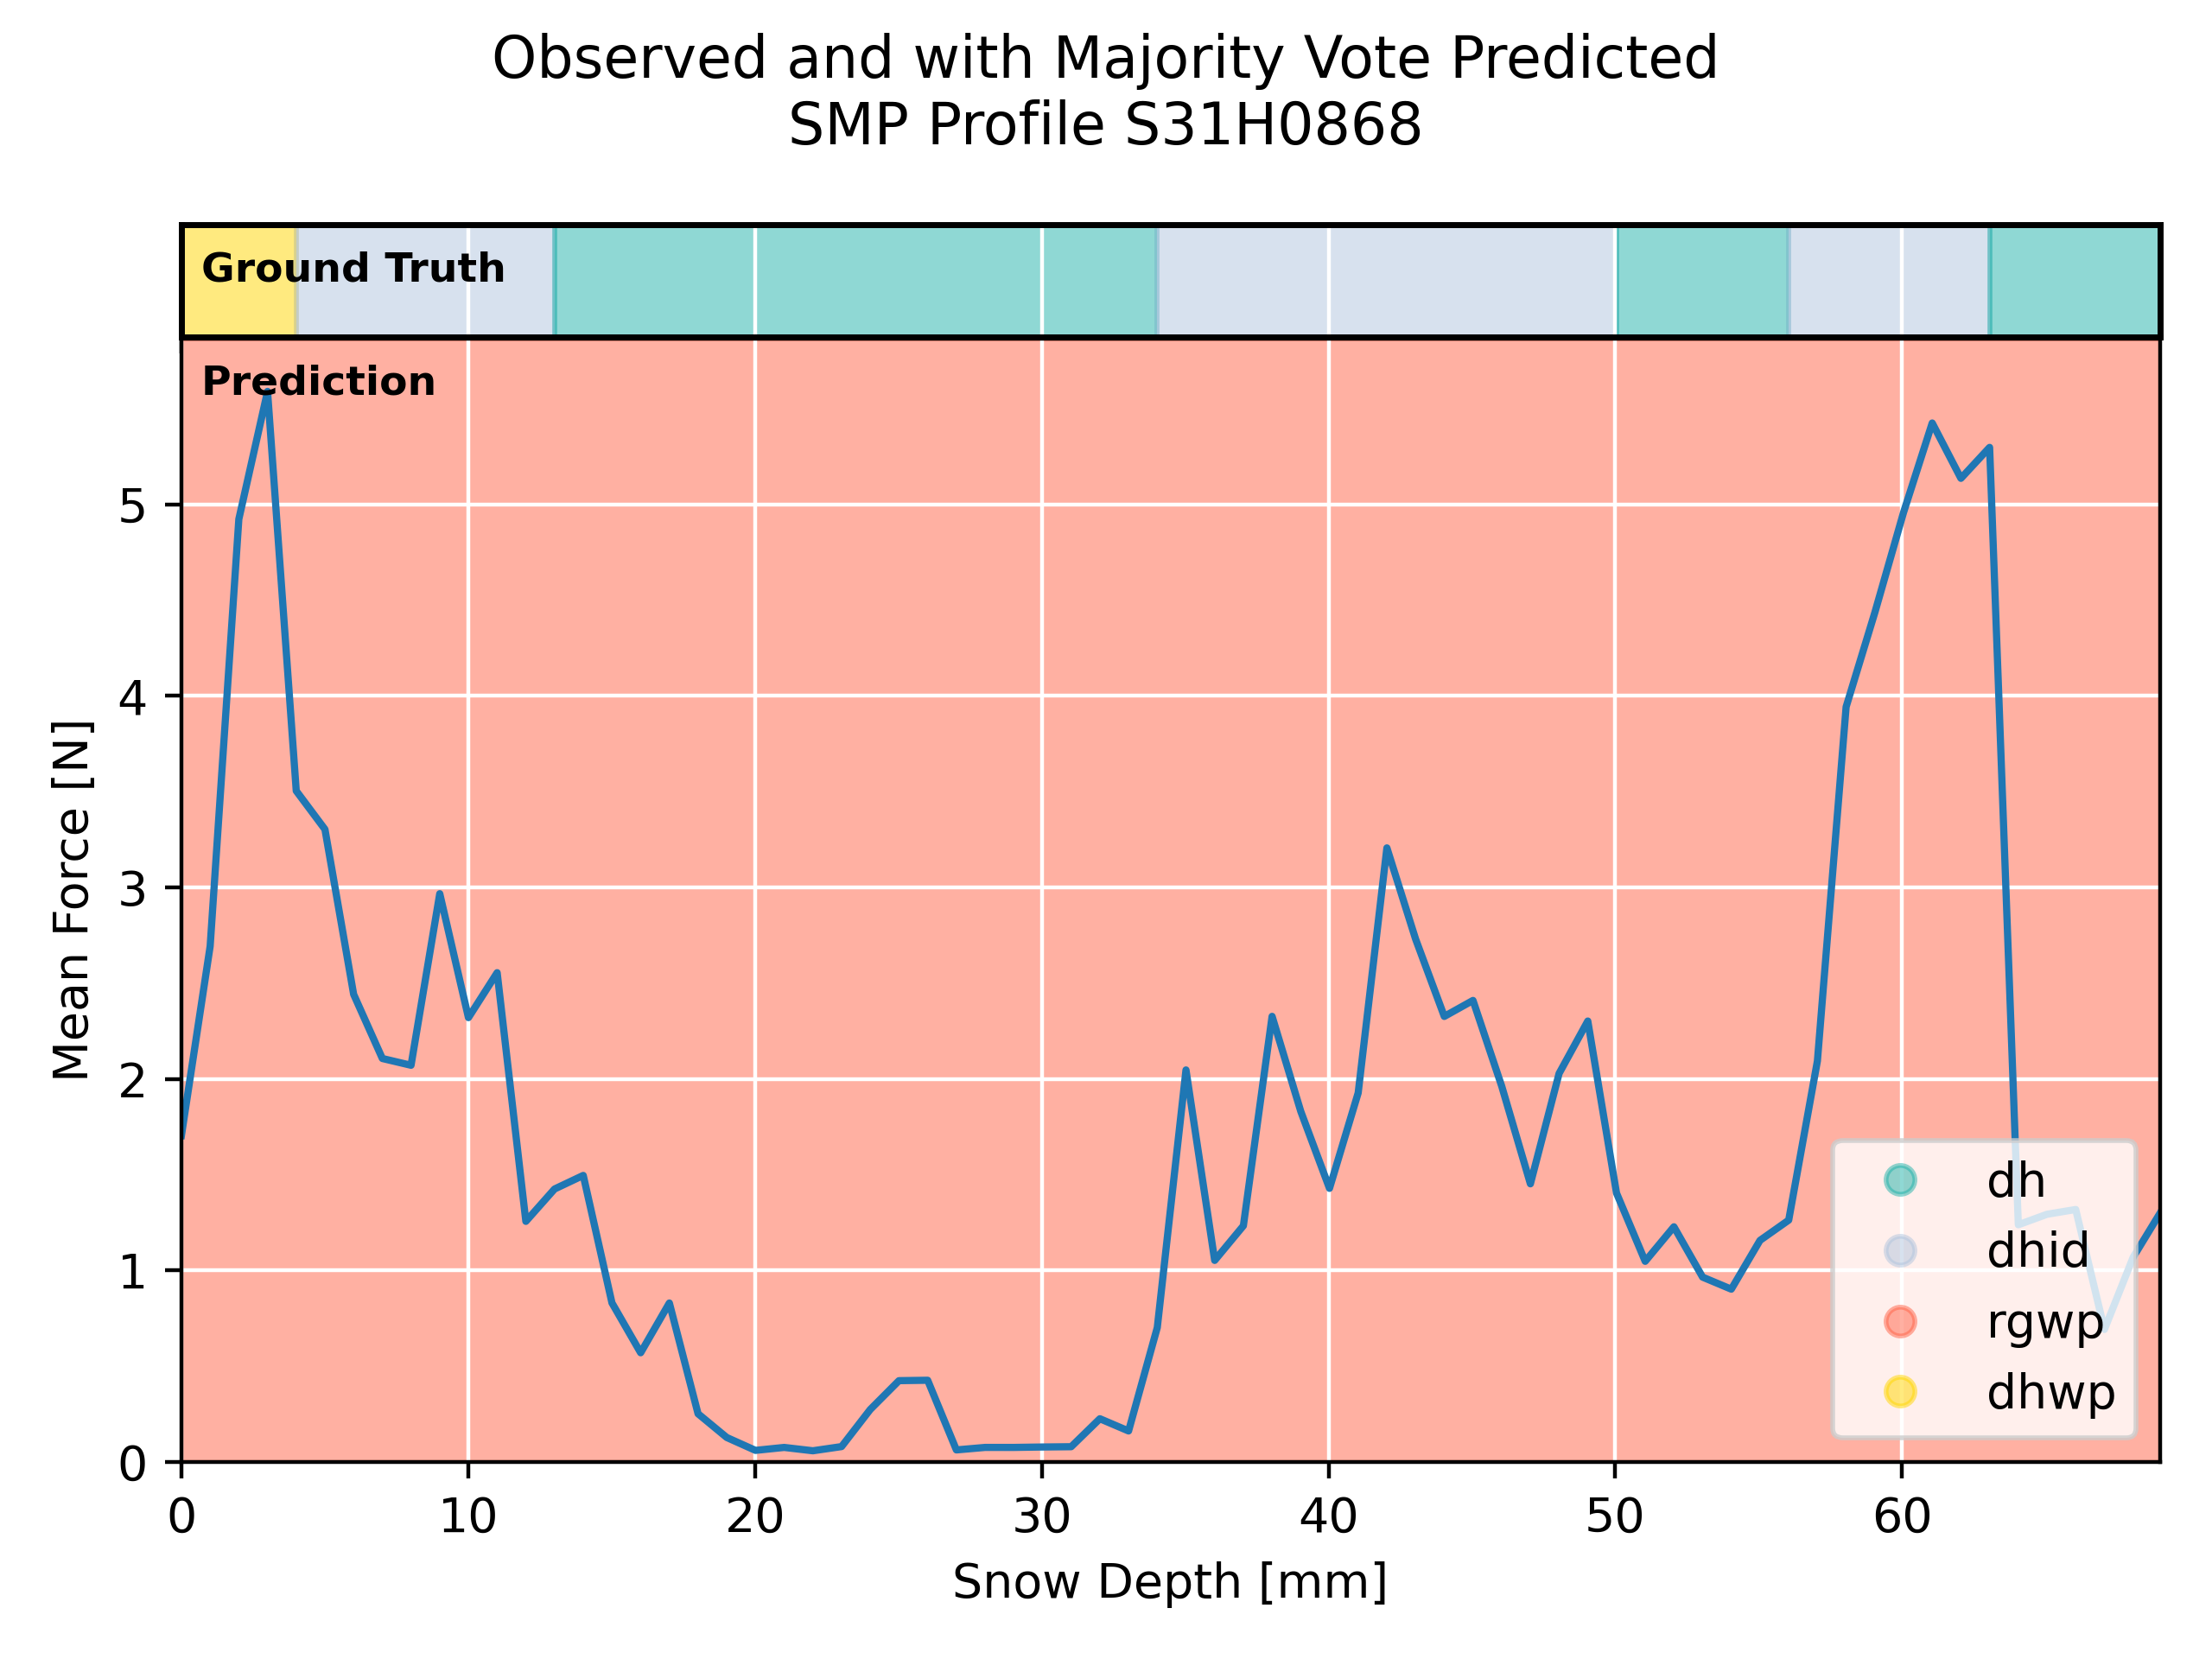 Observed and with Majority Vote Predicted
SMP Profile S31H0868
Ground Truth
Prediction
5
4
3
2
1
0
Mean Force [N]
dh
dhid
rgwp
dhwp
0 10 20 30 40 50 60
Snow Depth [mm]